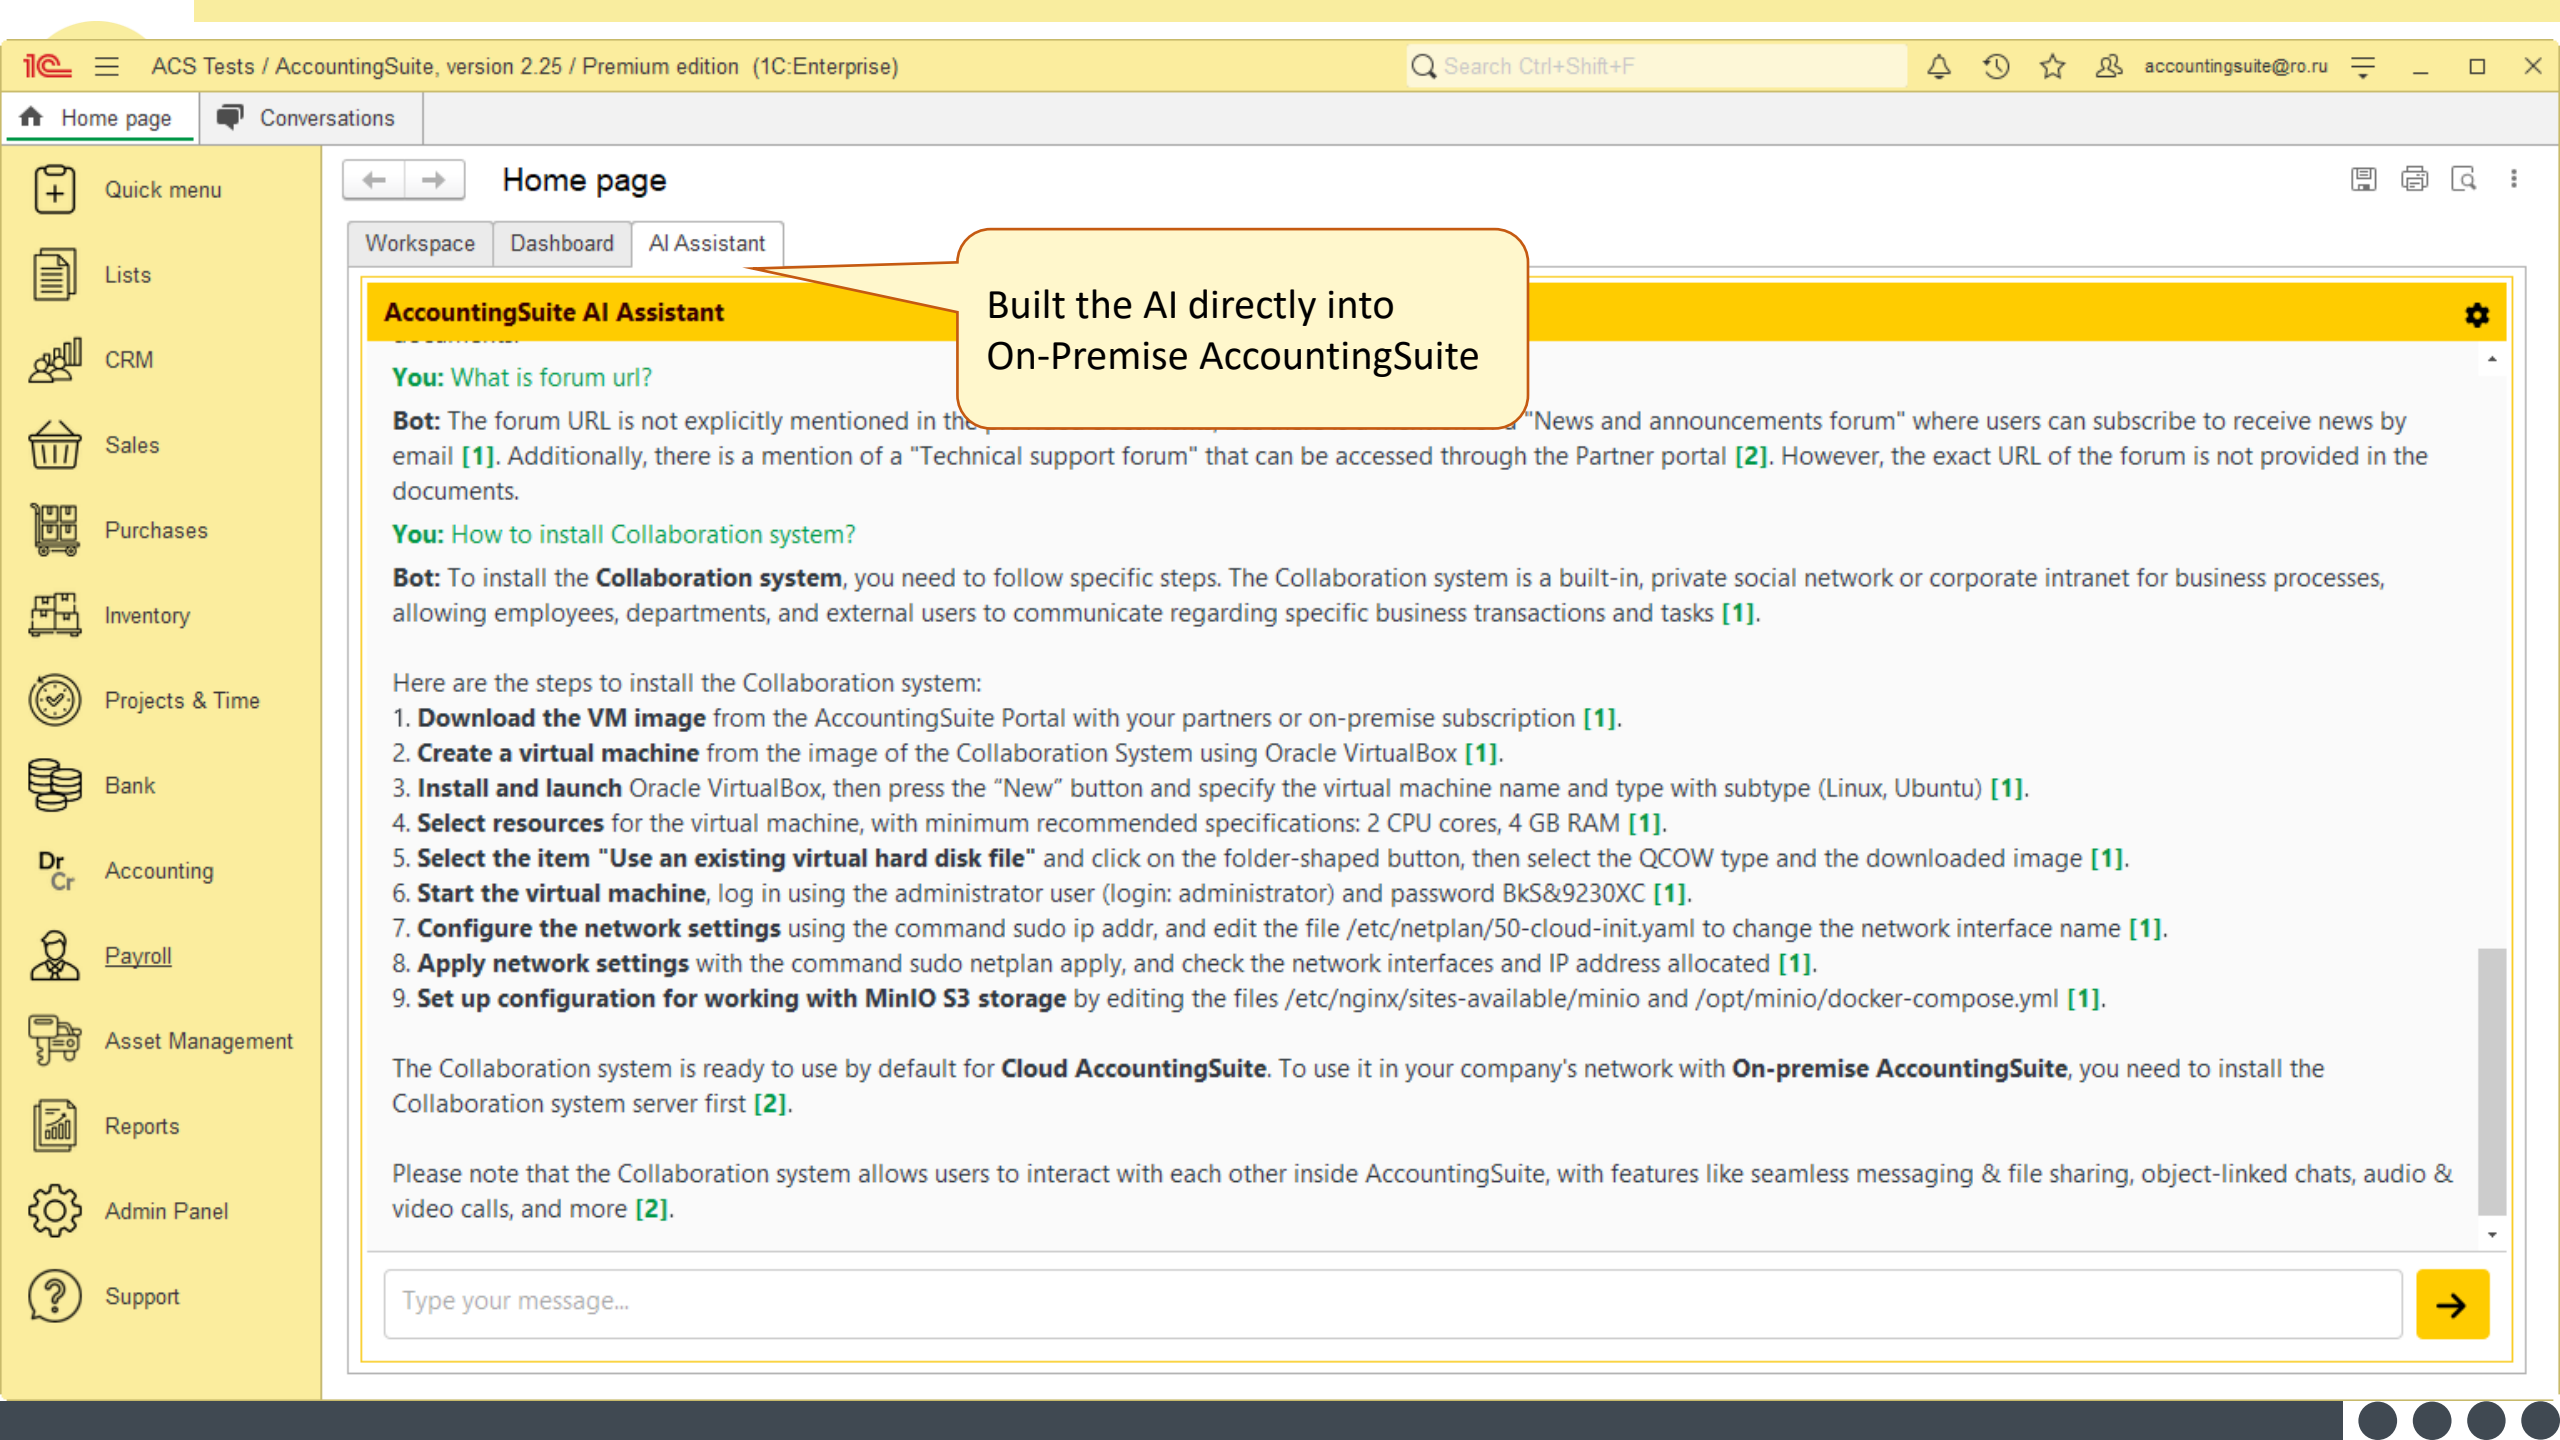 1C ACS Tests / AccountingSuite, version 2.25 / Premium edition (1C:Enterprise) Search Ctrl+Shift+F accountingsuite@ro.ru
Home page Conversations
Quick menu
Lists
CRM
Sales
Purchases
Inventory
Projects & Time
Bank
Dr Cr Accounting
Payroll
Asset Management
Reports
Admin Panel
Support
Home page
Workspace Dashboard AI Assistant
Built the AI directly into
On-Premise AccountingSuite
AccountingSuite AI Assistant
documents.
You: What is forum url?
Bot: The forum URL is not explicitly mentioned in the "News and announcements forum" where users can subscribe to receive news by
email [1]. Additionally, there is a mention of a "Technical support forum" that can be accessed through the Partner portal [2]. However, the exact URL of the forum is not provided in the
documents.
You: How to install Collaboration system?
Bot: To install the Collaboration system, you need to follow specific steps. The Collaboration system is a built-in, private social network or corporate intranet for business processes,
allowing employees, departments, and external users to communicate regarding specific business transactions and tasks [1].
Here are the steps to install the Collaboration system:
1. Download the VM image from the AccountingSuite Portal with your partners or on-premise subscription [1].
2. Create a virtual machine from the image of the Collaboration System using Oracle VirtualBox [1].
3. Install and launch Oracle VirtualBox, then press the “New” button and specify the virtual machine name and type with subtype (Linux, Ubuntu) [1].
4. Select resources for the virtual machine, with minimum recommended specifications: 2 CPU cores, 4 GB RAM [1].
5. Select the item "Use an existing virtual hard disk file" and click on the folder-shaped button, then select the QCOW type and the downloaded image [1].
6. Start the virtual machine, log in using the administrator user (login: administrator) and password BkS&9230XC [1].
7. Configure the network settings using the command sudo ip addr, and edit the file /etc/netplan/50-cloud-init.yaml to change the network interface name [1].
8. Apply network settings with the command sudo netplan apply, and check the network interfaces and IP address allocated [1].
9. Set up configuration for working with MinIO S3 storage by editing the files /etc/nginx/sites-available/minio and /opt/minio/docker-compose.yml [1].
The Collaboration system is ready to use by default for Cloud AccountingSuite. To use it in your company's network with On-premise AccountingSuite, you need to install the
Collaboration system server first [2].
Please note that the Collaboration system allows users to interact with each other inside AccountingSuite, with features like seamless messaging & file sharing, object-linked chats, audio &
video calls, and more [2].
Type your message...